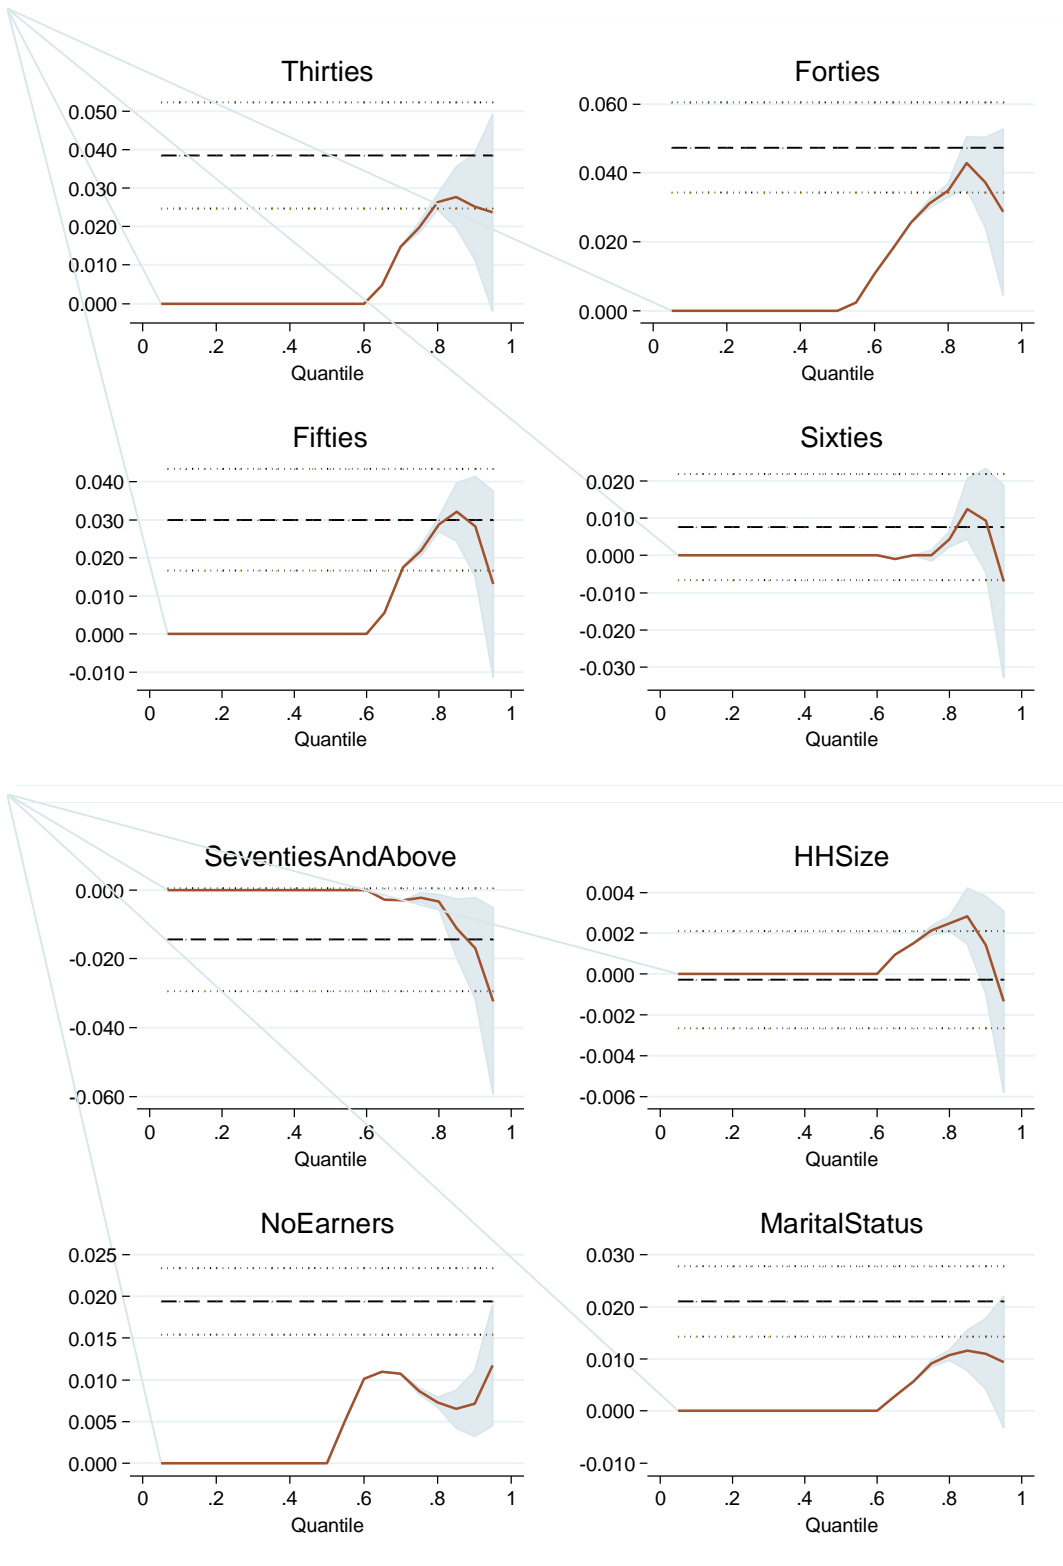 Thirties
0.050
0.040
0.030
0.020
0.010
0.000
0 .2 .4 .6 .8 1
Quantile
Forties
0.060
0.040
0.020
0.000
0 .2 .4 .6 .8 1
Quantile
Fifties
0.040
0.030
0.020
0.010
0.000
-0.010
0 .2 .4 .6 .8 1
Quantile
Sixties
0.020
0.010
0.000
-0.010
-0.020
-0.030
0 .2 .4 .6 .8 1
Quantile
SeventiesAndAbove
0.000
-0.020
-0.040
-0.060
0 .2 .4 .6 .8 1
Quantile
HHSize
0.004
0.002
0.000
-0.002
-0.004
-0.006
0 .2 .4 .6 .8 1
Quantile
NoEarners
0.025
0.020
0.015
0.010
0.005
0.000
0 .2 .4 .6 .8 1
Quantile
MaritalStatus
0.030
0.020
0.010
0.000
-0.010
0 .2 .4 .6 .8 1
Quantile